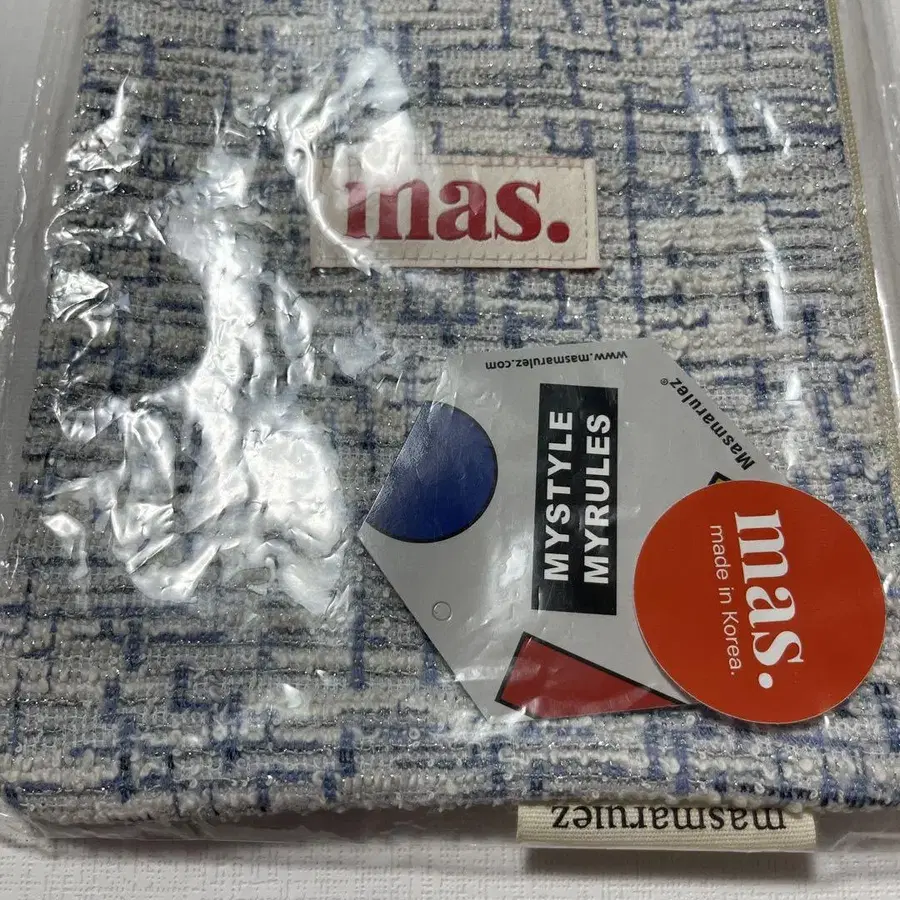 mas.
www.masmarulez.com
Masmarulez®
MYSTYLE
MYRULES
mas.
made in Korea.
masmarulez